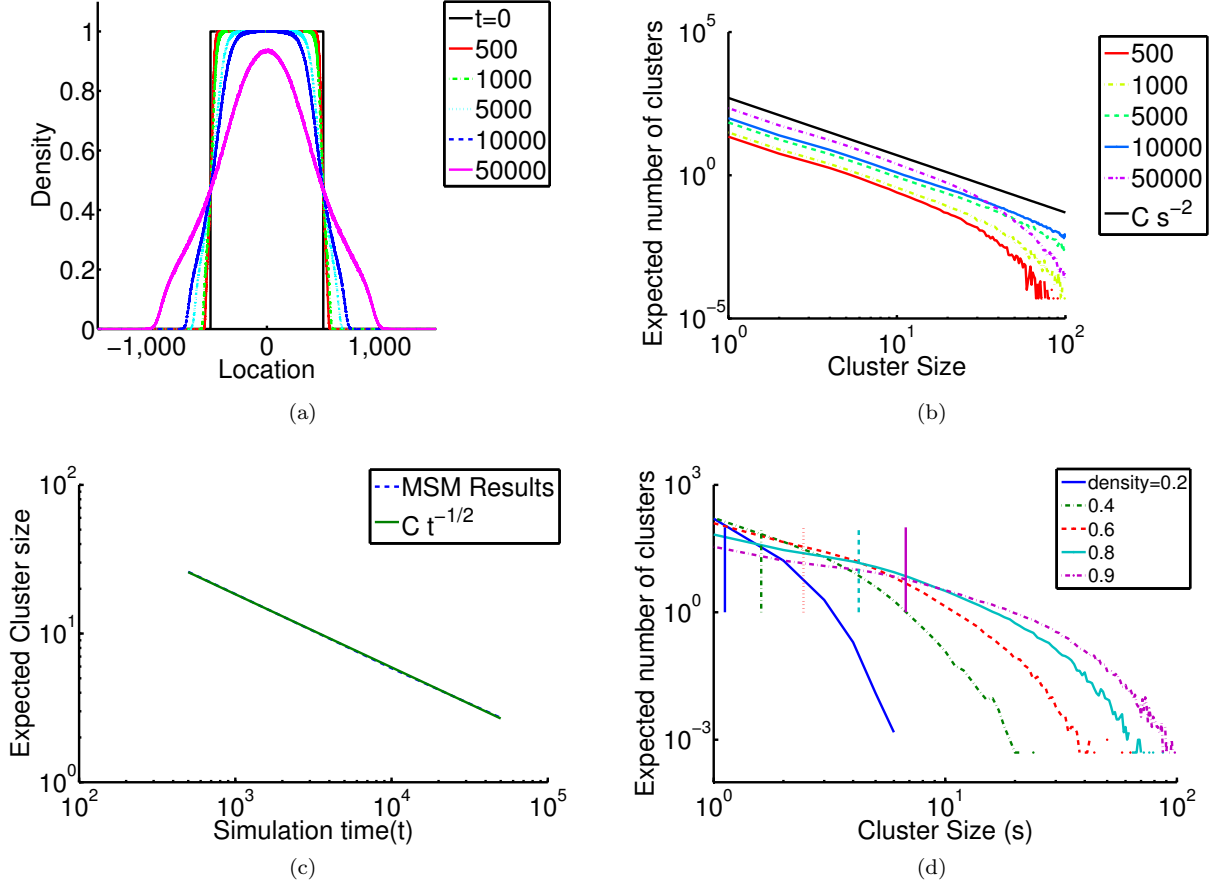 Density
1
0.8
0.6
0.4
0.2
0
−1,000 0 1,000
Location
t=0
500
1000
5000
10000
50000
(a)
Expected number of clusters
10^5
10^0
10^−5
10^0 10^1 10^2
Cluster Size
500
1000
5000
10000
50000
C s^−2
(b)
Expected Cluster size
10^2
10^1
10^0
10^2 10^3 10^4 10^5
Simulation time(t)
MSM Results
C t^−1/2
(c)
Expected number of clusters
10^3
10^0
10^−3
10^0 10^1 10^2
Cluster Size (s)
density=0.2
0.4
0.6
0.8
0.9
(d)